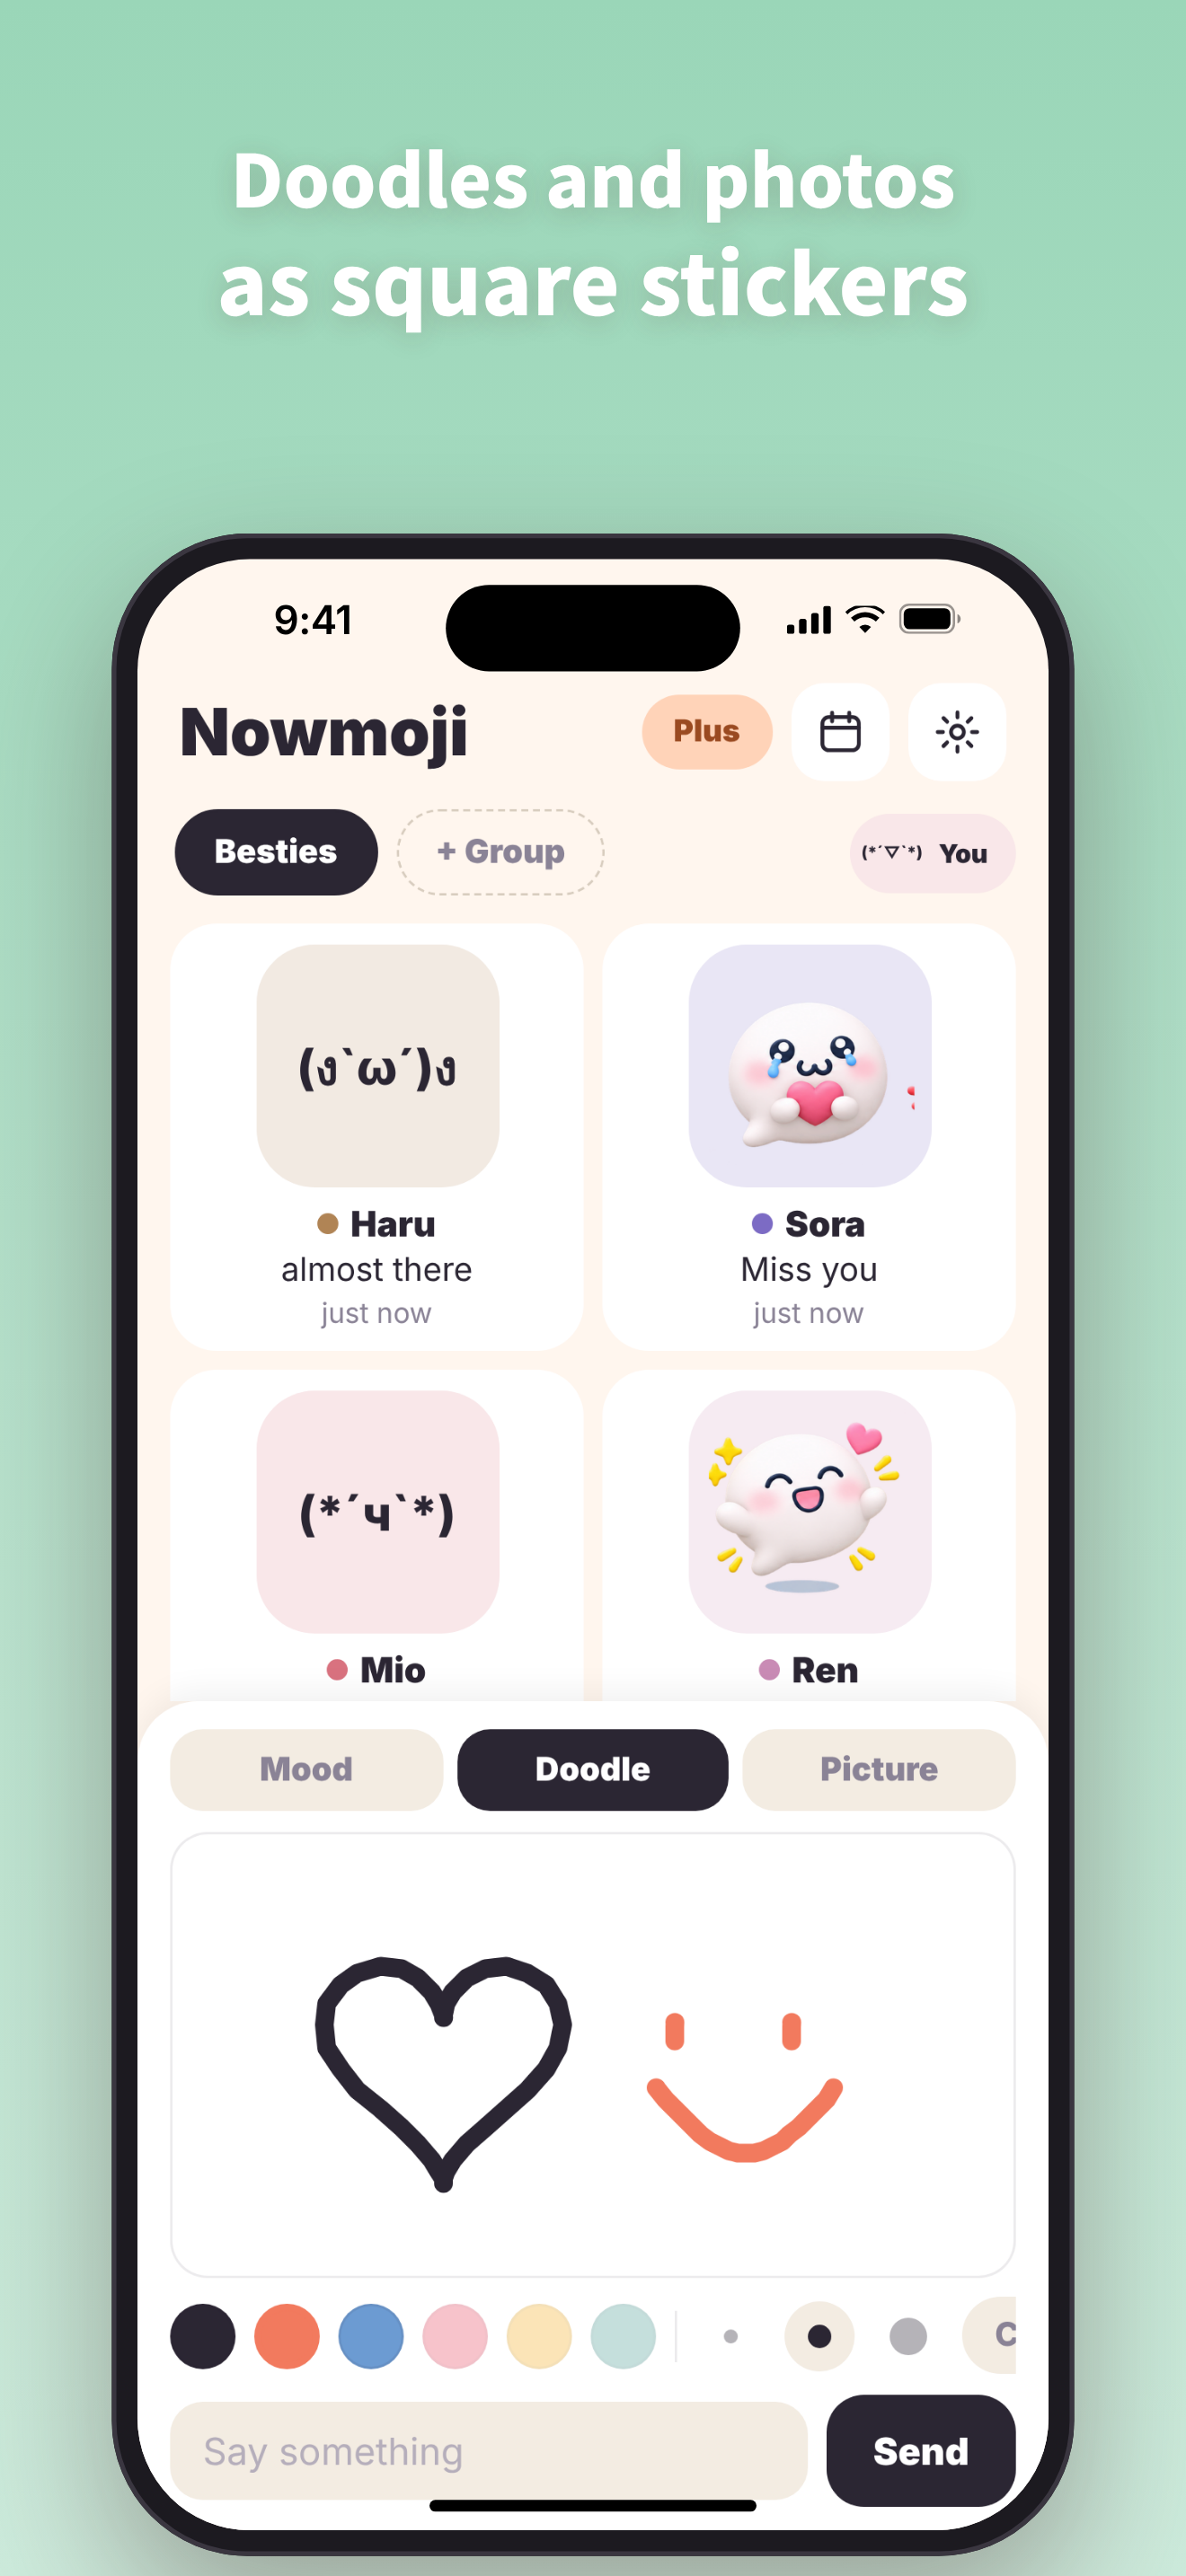 Doodles and photos
as square stickers
9:41
Nowmoji
Plus
Besties
+ Group
(*´▽`*) You
(ง`ω´)ง
Haru
almost there
just now
Sora
Miss you
just now
(*´ч`*)
Mio
Ren
Mood
Doodle
Picture
C
Say something
Send